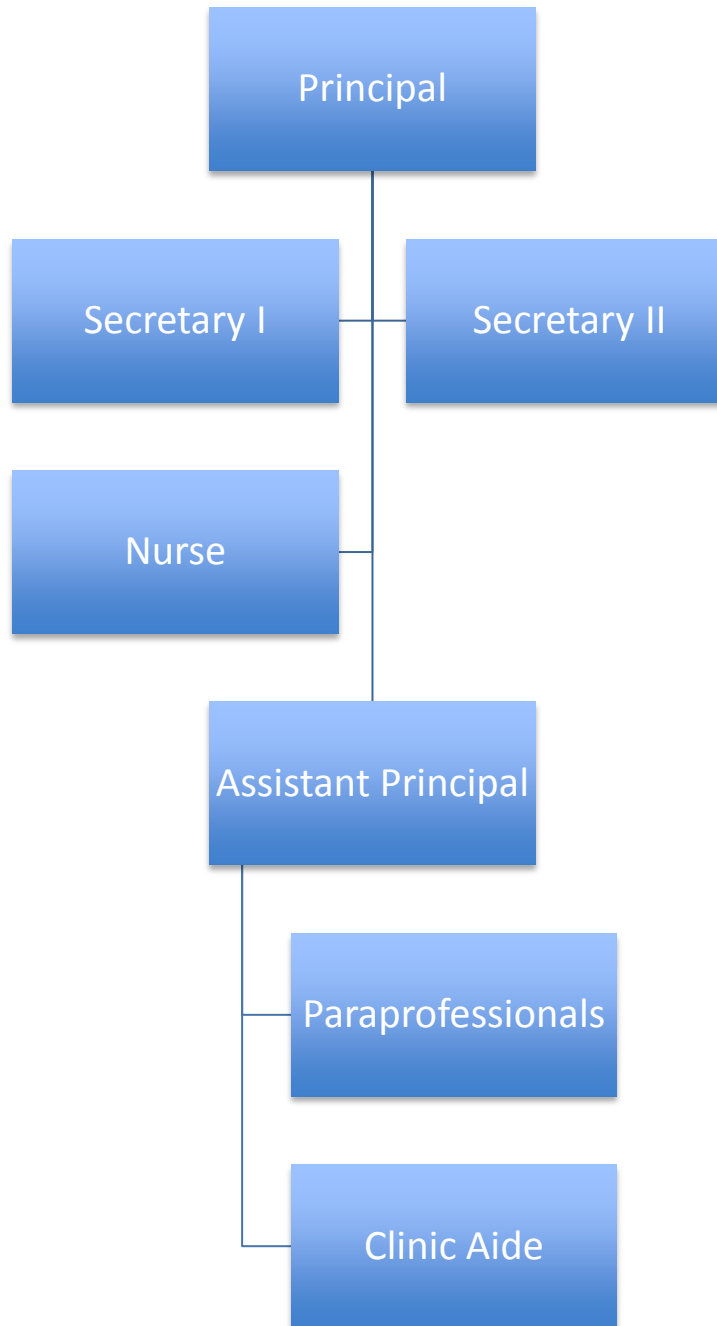 Principal
Secretary I
Secretary II
Nurse
Assistant Principal
Paraprofessionals
Clinic Aide